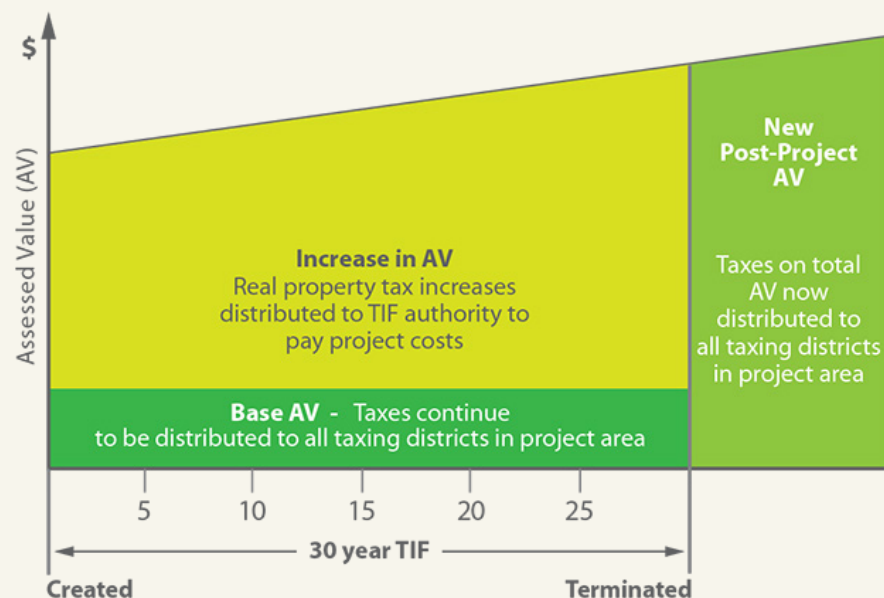 $
Assessed Value (AV)
New
Post-Project
AV
Increase in AV
Real property tax increases
distributed to TIF authority to
pay project costs
Taxes on total
AV now
distributed to
all taxing districts
in project area
Base AV - Taxes continue
to be distributed to all taxing districts in project area
5
10
15
20
25
30 year TIF
Created
Terminated